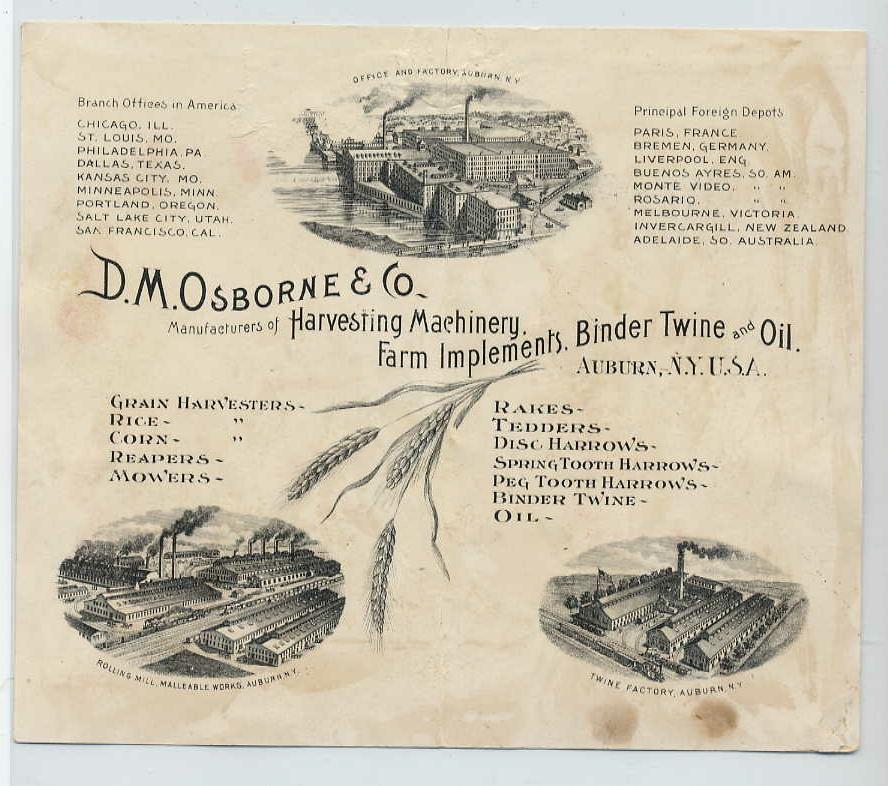 OFFICE AND FACTORY, AUBURN, N.Y.
Branch Offices in America
CHICAGO, ILL.
ST. LOUIS, MO.
PHILADELPHIA, PA
DALLAS, TEXAS.
KANSAS CITY, MO.
MINNEAPOLIS, MINN.
PORTLAND, OREGON.
SALT LAKE CITY, UTAH.
SAN FRANCISCO, CAL.
Principal Foreign Depots
PARIS, FRANCE
BREMEN, GERMANY.
LIVERPOOL, ENG.
BUENOS AYRES, SO. AM.
MONTE VIDEO. " "
ROSARIO. " "
MELBOURNE, VICTORIA.
INVERCARGILL, NEW ZEALAND
ADELAIDE, SO. AUSTRALIA.
D. M. OSBORNE & Co.
Manufacturers of Harvesting Machinery,
Farm Implements, Binder Twine and Oil.
AUBURN, N.Y. U.S.A.
GRAIN HARVESTERS-
RICE- "
CORN- "
REAPERS-
MOWERS-
RAKES-
TEDDERS-
DISC HARROWS-
SPRING TOOTH HARROWS-
PEG TOOTH HARROWS-
BINDER TWINE-
OIL-
ROLLING MILL, MALLEABLE WORKS, AUBURN, N.Y.
TWINE FACTORY, AUBURN, N.Y.